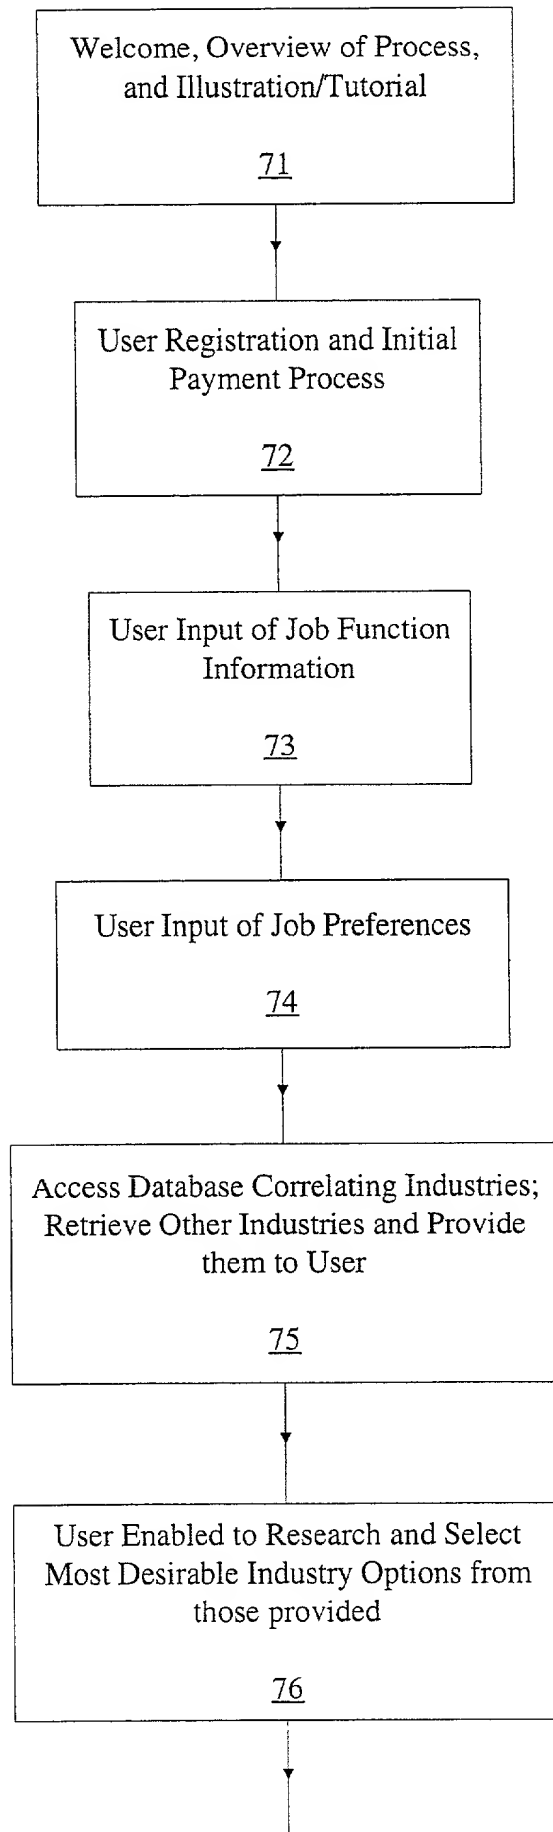 Welcome, Overview of Process,
and Illustration/Tutorial
71
User Registration and Initial
Payment Process
72
User Input of Job Function
Information
73
User Input of Job Preferences
74
Access Database Correlating Industries;
Retrieve Other Industries and Provide
them to User
75
User Enabled to Research and Select
Most Desirable Industry Options from
those provided
76